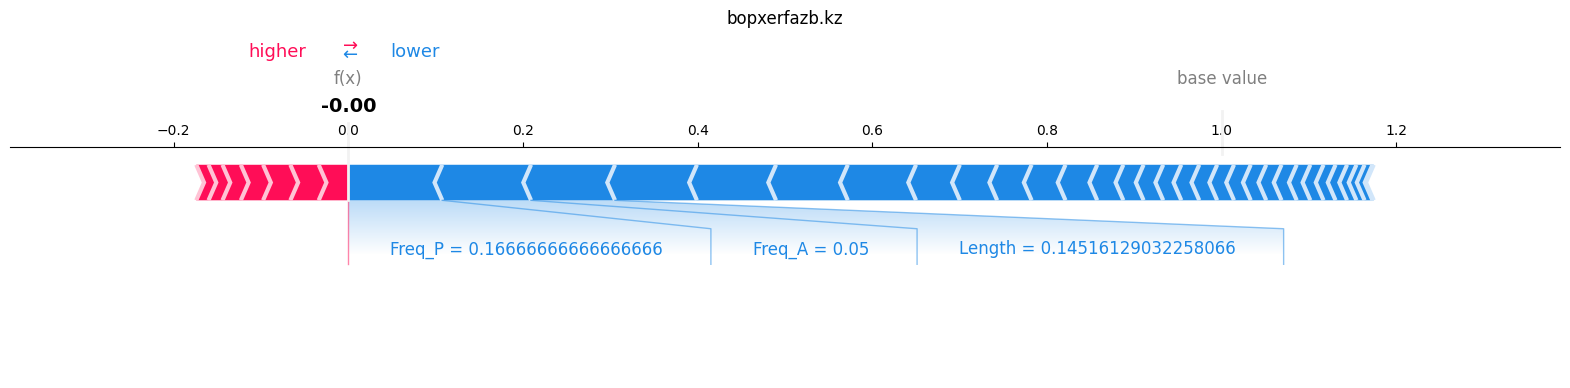 bopxerfazb.kz
higher ⇄ lower
f(x) base value
-0.00
−0.2 0.0 0.2 0.4 0.6 0.8 1.0 1.2
Freq_P = 0.16666666666666666 Freq_A = 0.05 Length = 0.14516129032258066